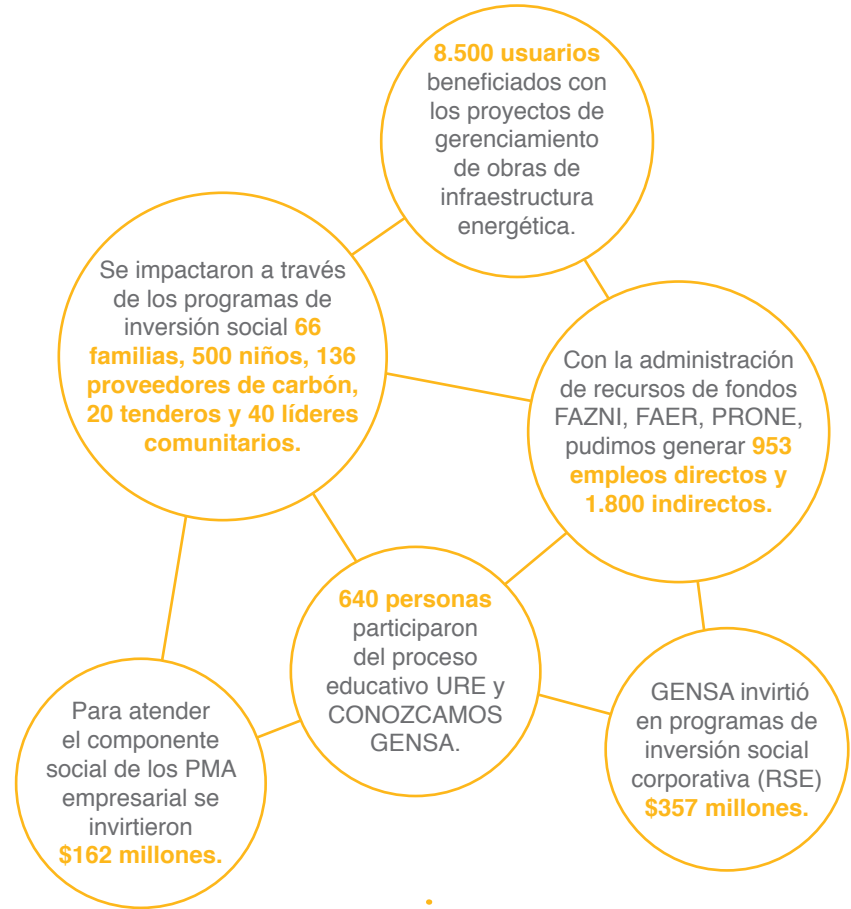 8.500 usuarios
beneficiados con
los proyectos de
gerenciamiento
de obras de
infraestructura
energética.
Se impactaron a través
de los programas de
inversión social 66
familias, 500 niños, 136
proveedores de carbón,
20 tenderos y 40 líderes
comunitarios.
Con la administración
de recursos de fondos
FAZNI, FAER, PRONE,
pudimos generar 953
empleos directos y
1.800 indirectos.
640 personas
participaron
del proceso
educativo URE y
CONOZCAMOS
GENSA.
Para atender
el componente
social de los PMA
empresarial se
invirtieron
$162 millones.
GENSA invirtió
en programas de
inversión social
corporativa (RSE)
$357 millones.